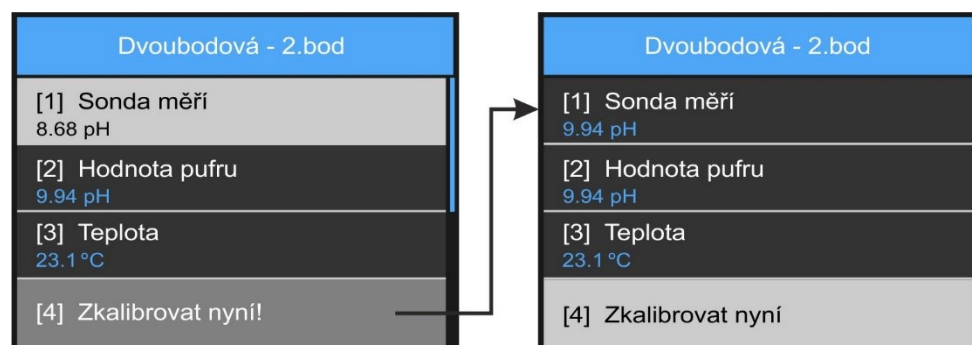 Dvoubodová - 2.bod
[1] Sonda měří
8.68 pH
[2] Hodnota pufru
9.94 pH
[3] Teplota
23.1 °C
[4] Zkalibrovat nyní!
Dvoubodová - 2.bod
[1] Sonda měří
9.94 pH
[2] Hodnota pufru
9.94 pH
[3] Teplota
23.1 °C
[4] Zkalibrovat nyní